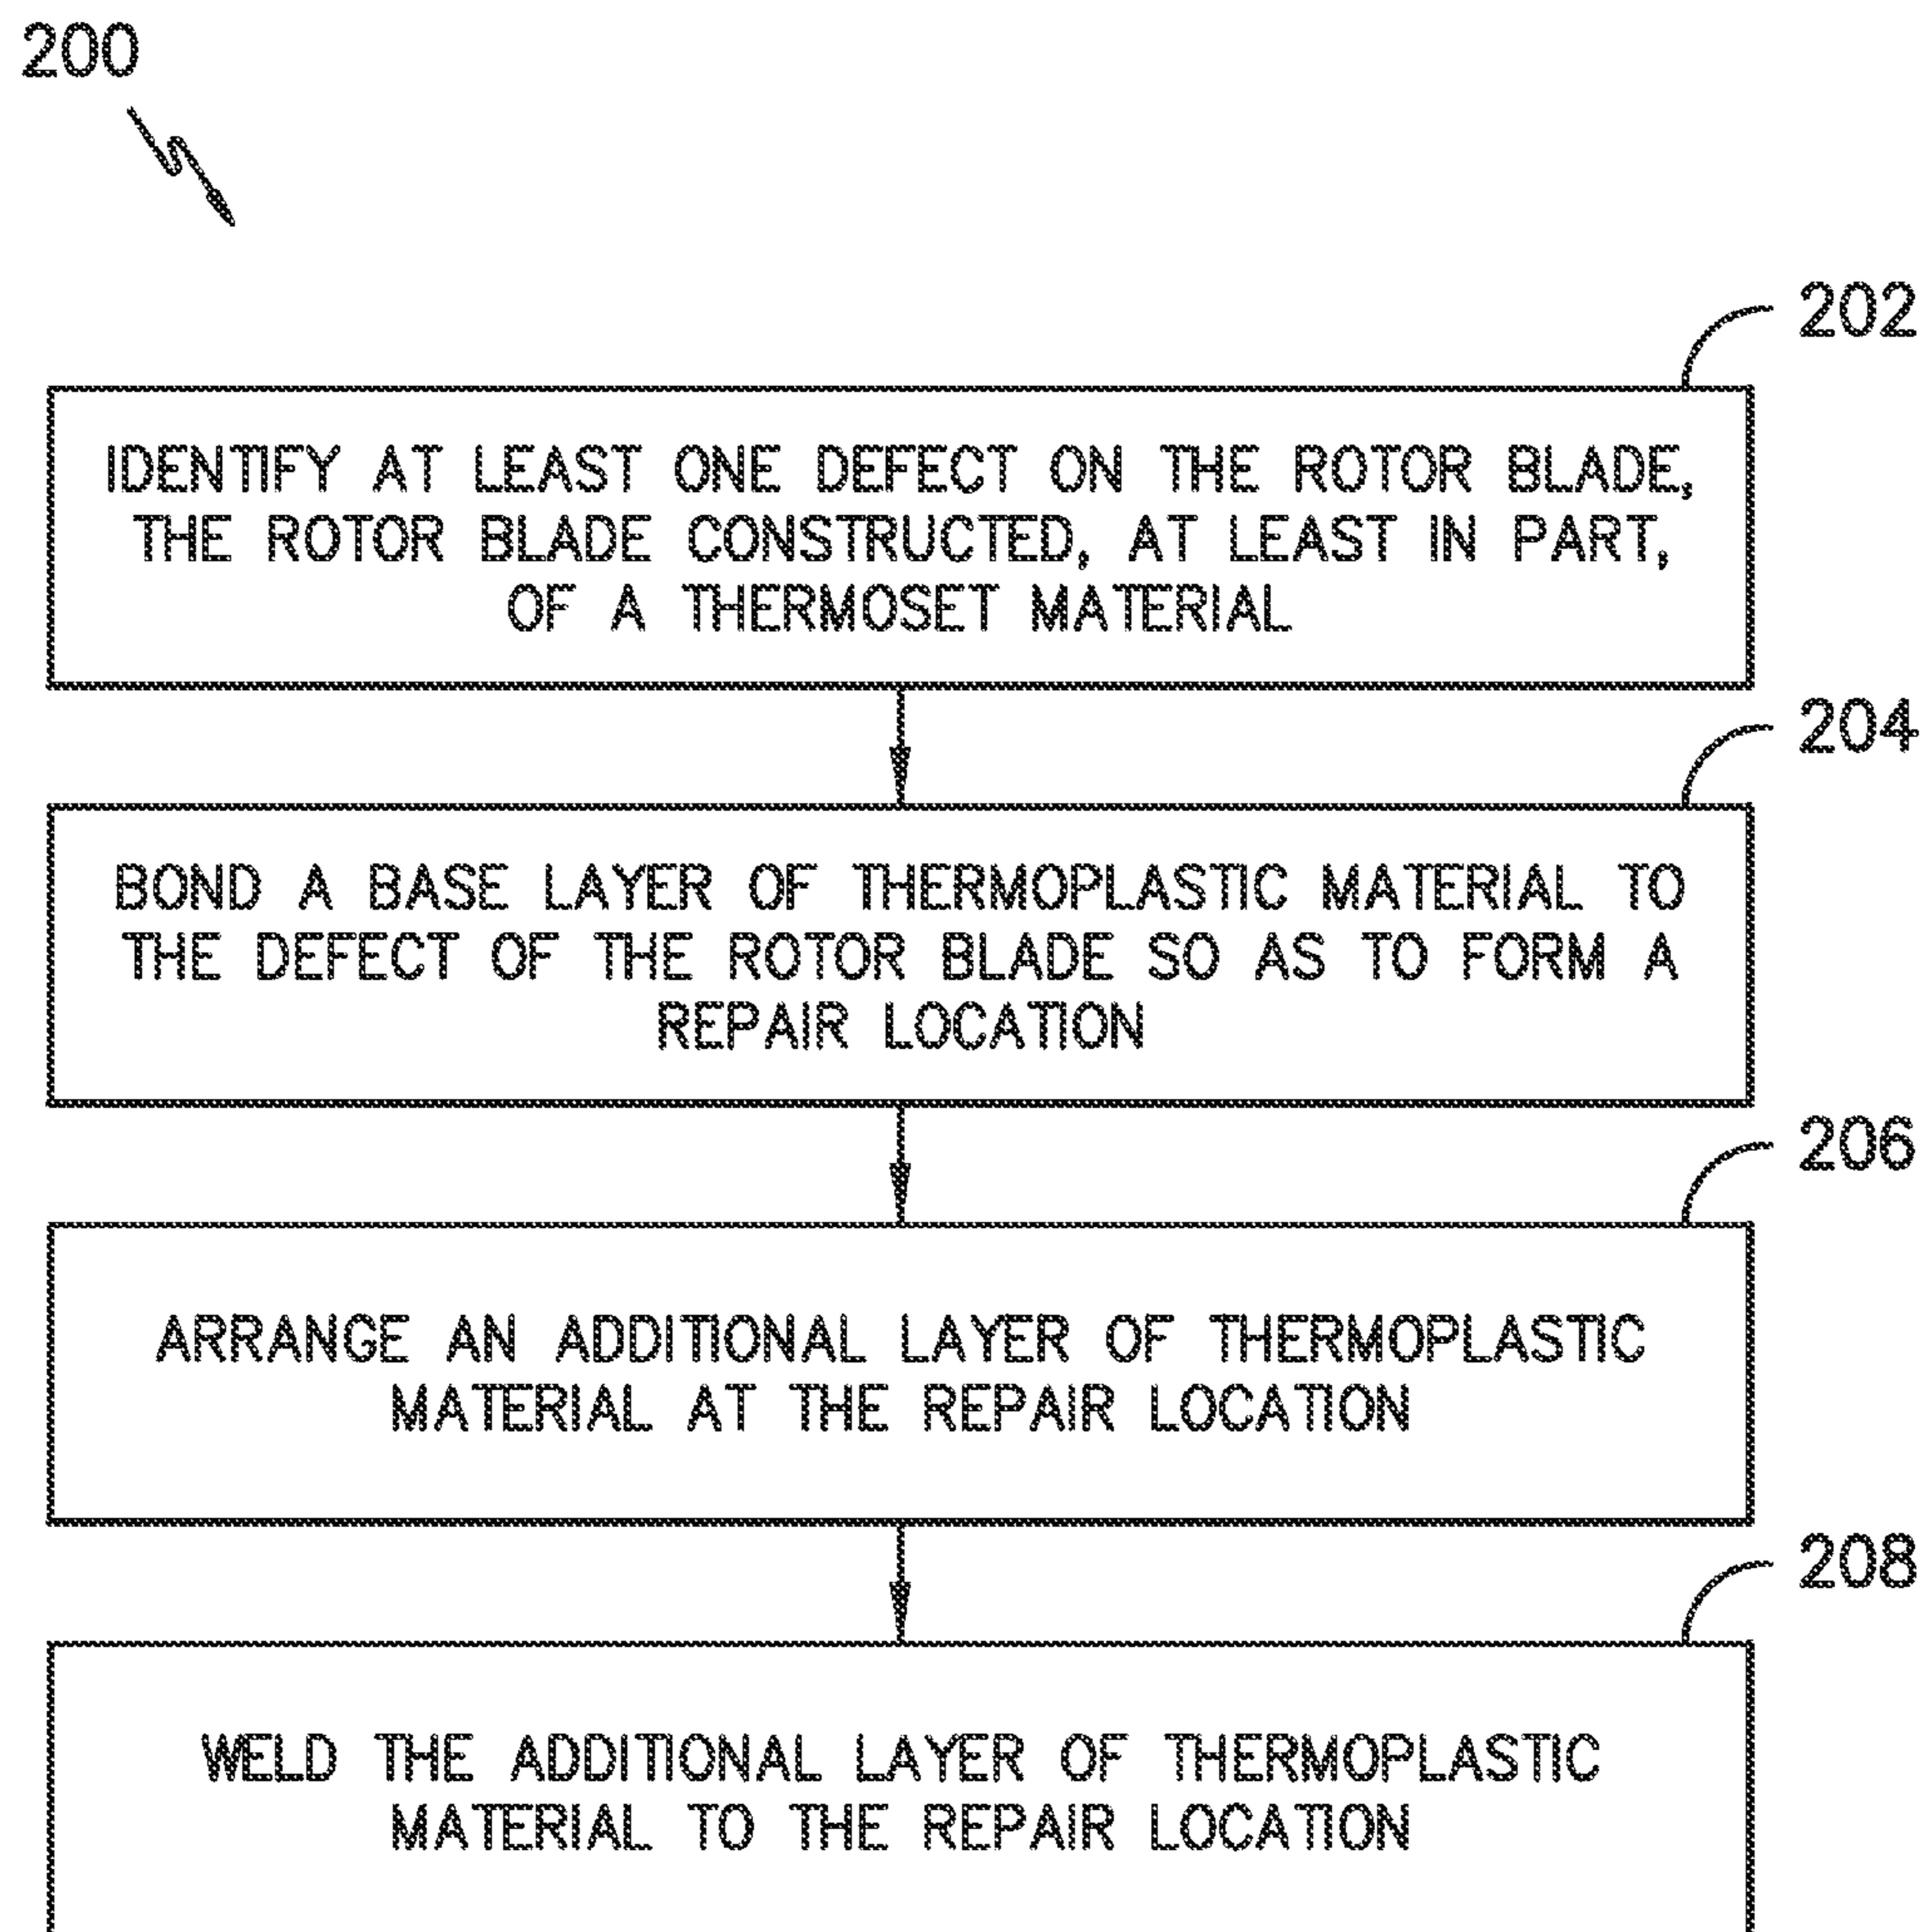 200
202
IDENTIFY AT LEAST ONE DEFECT ON THE ROTOR BLADE,
THE ROTOR BLADE CONSTRUCTED, AT LEAST IN PART,
OF A THERMOSET MATERIAL
204
BOND A BASE LAYER OF THERMOPLASTIC MATERIAL TO
THE DEFECT OF THE ROTOR BLADE SO AS TO FORM A
REPAIR LOCATION
206
ARRANGE AN ADDITIONAL LAYER OF THERMOPLASTIC
MATERIAL AT THE REPAIR LOCATION
208
WELD THE ADDITIONAL LAYER OF THERMOPLASTIC
MATERIAL TO THE REPAIR LOCATION